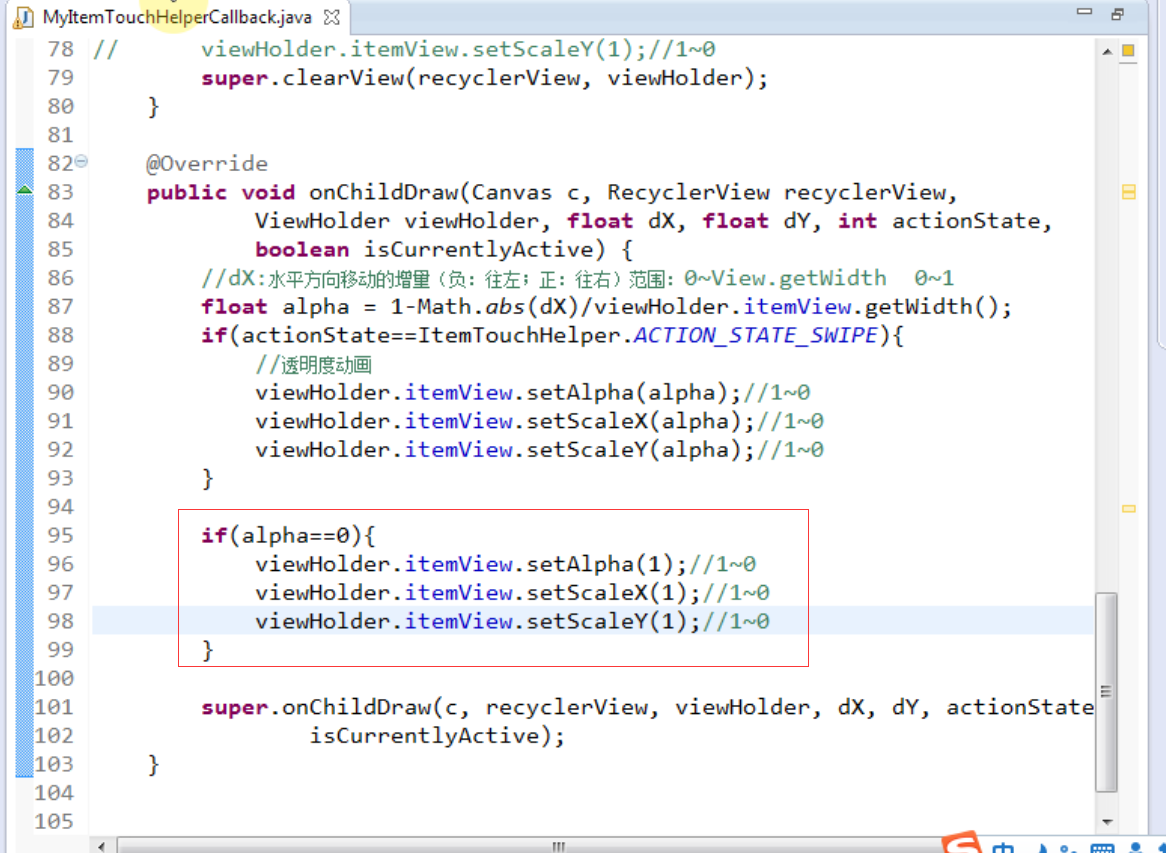 MyItemTouchHelperCallback.java
78 //      viewHolder.itemView.setScaleY(1);//1~0
79         super.clearView(recyclerView, viewHolder);
80     }
81
82     @Override
83     public void onChildDraw(Canvas c, RecyclerView recyclerView,
84             ViewHolder viewHolder, float dX, float dY, int actionState,
85             boolean isCurrentlyActive) {
86         //dX:水平方向移动的增量（负：往左；正：往右）范围：0~View.getWidth  0~1
87         float alpha = 1-Math.abs(dX)/viewHolder.itemView.getWidth();
88         if(actionState==ItemTouchHelper.ACTION_STATE_SWIPE){
89             //透明度动画
90             viewHolder.itemView.setAlpha(alpha);//1~0
91             viewHolder.itemView.setScaleX(alpha);//1~0
92             viewHolder.itemView.setScaleY(alpha);//1~0
93         }
94
95         if(alpha==0){
96             viewHolder.itemView.setAlpha(1);//1~0
97             viewHolder.itemView.setScaleX(1);//1~0
98             viewHolder.itemView.setScaleY(1);//1~0
99         }
100
101         super.onChildDraw(c, recyclerView, viewHolder, dX, dY, actionState
102                 isCurrentlyActive);
103     }
104
105
中